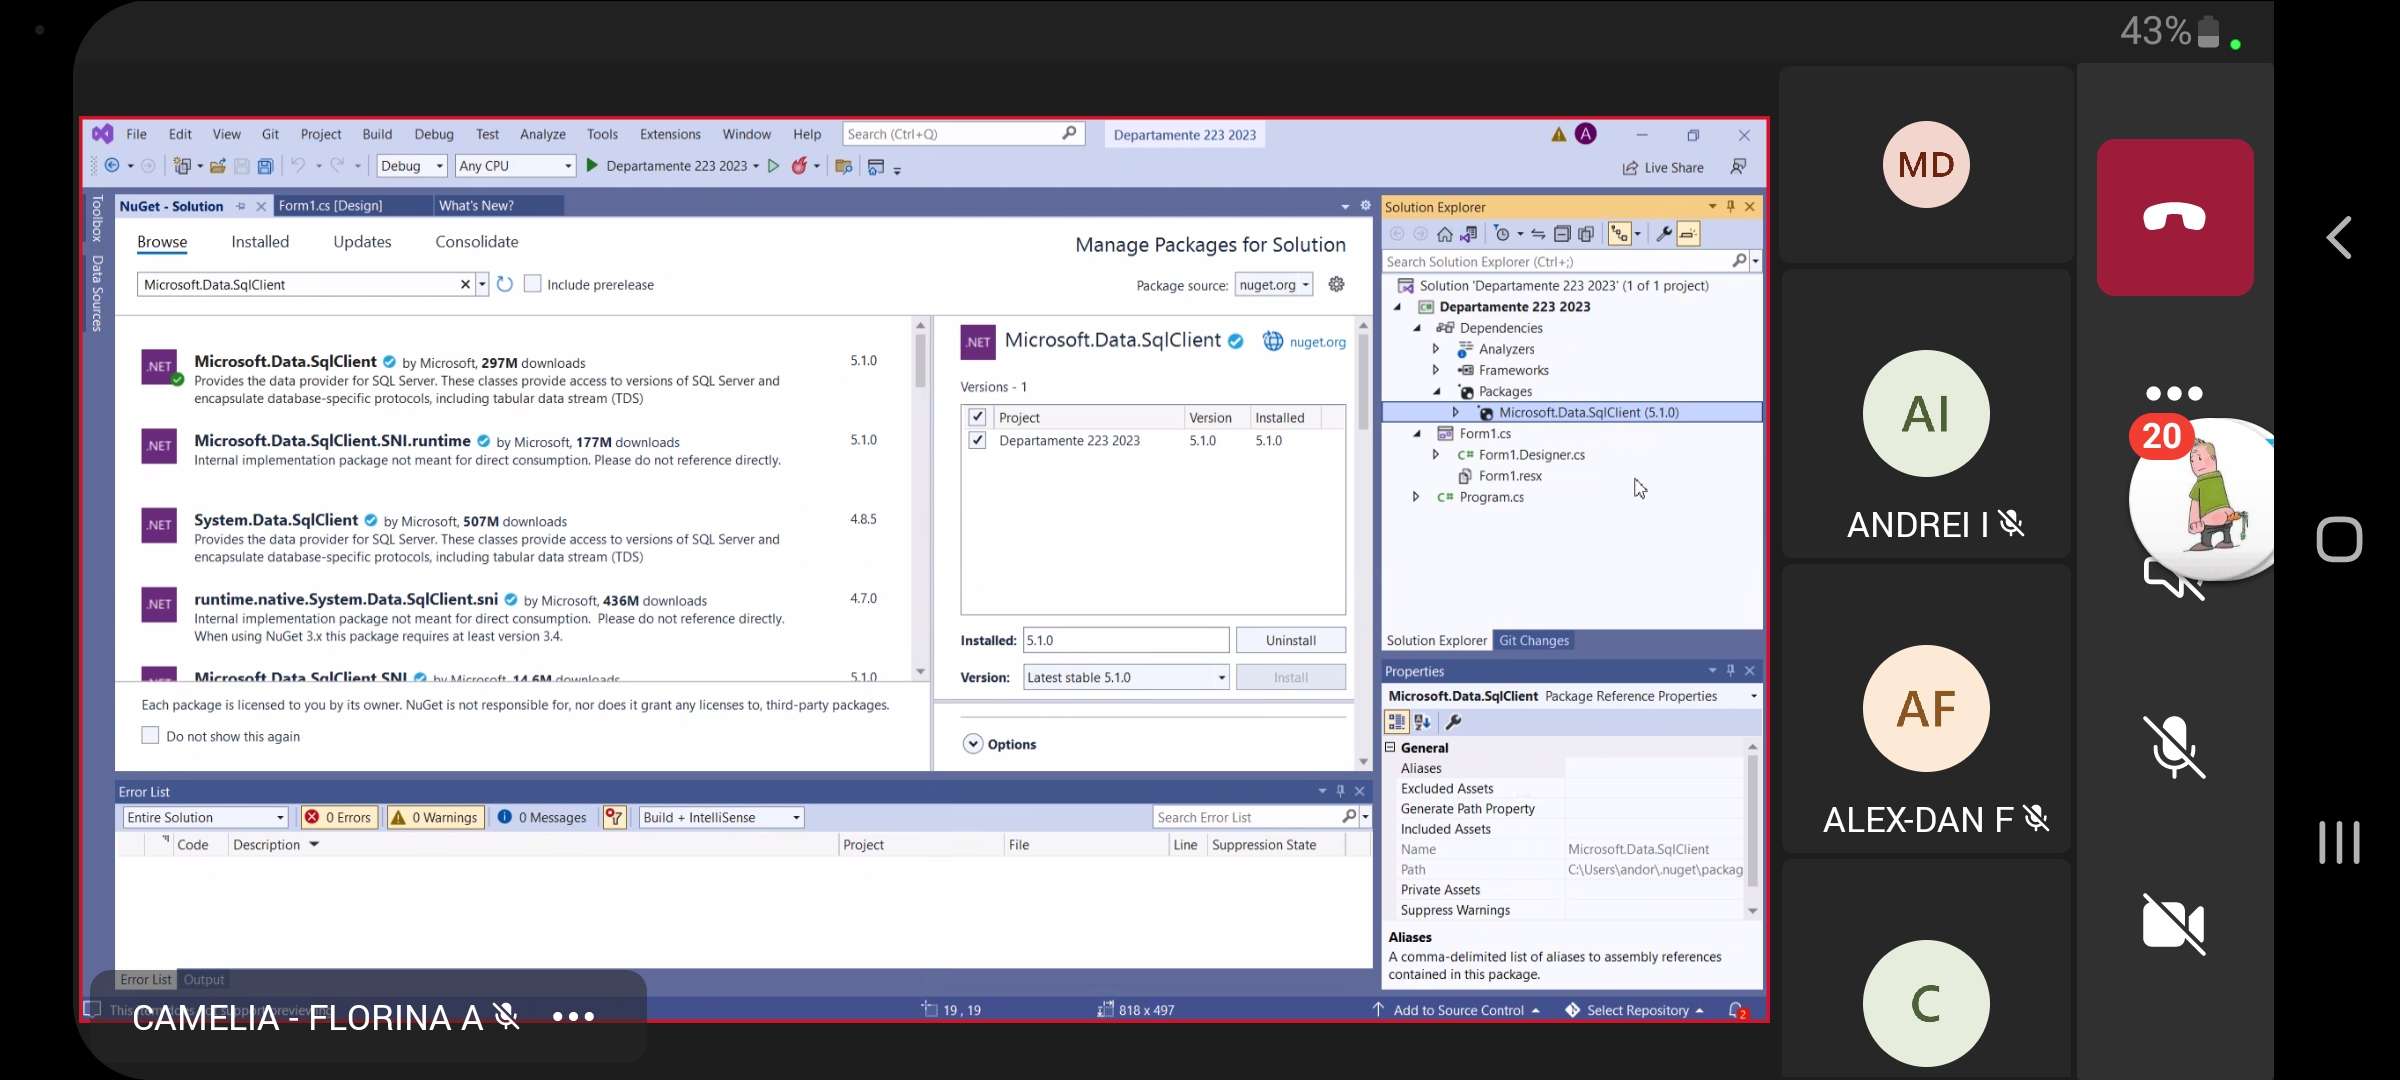 43%
File Edit View Git Project Build Debug Test Analyze Tools Extensions Window Help Search (Ctrl+Q) Departamente 223 2023 A
Debug Any CPU Departamente 223 2023 Live Share
Toolbox
Data Sources
NuGet - Solution Form1.cs [Design] What's New?
Browse Installed Updates Consolidate
Manage Packages for Solution
Microsoft.Data.SqlClient Include prerelease
Package source: nuget.org
Microsoft.Data.SqlClient by Microsoft, 297M downloads 5.1.0
.NET
Provides the data provider for SQL Server. These classes provide access to versions of SQL Server and
encapsulate database-specific protocols, including tabular data stream (TDS)
Microsoft.Data.SqlClient.SNI.runtime by Microsoft, 177M downloads 5.1.0
.NET
Internal implementation package not meant for direct consumption. Please do not reference directly.
System.Data.SqlClient by Microsoft, 507M downloads 4.8.5
.NET
Provides the data provider for SQL Server. These classes provide access to versions of SQL Server and
encapsulate database-specific protocols, including tabular data stream (TDS)
runtime.native.System.Data.SqlClient.sni by Microsoft, 436M downloads 4.7.0
.NET
Internal implementation package not meant for direct consumption. Please do not reference directly.
When using NuGet 3.x this package requires at least version 3.4.
Microsoft.Data.SqlClient.SNI by Microsoft, 14.6M downloads 5.1.0
Each package is licensed to you by its owner. NuGet is not responsible for, nor does it grant any licenses to, third-party packages.
Do not show this again
.NET Microsoft.Data.SqlClient nuget.org
Versions - 1
Project Version Installed
Departamente 223 2023 5.1.0 5.1.0
Installed: 5.1.0 Uninstall
Version: Latest stable 5.1.0 Install
Options
Error List
Entire Solution 0 Errors 0 Warnings 0 Messages Build + IntelliSense Search Error List
Code Description Project File Line Suppression State
Error List Output
Solution Explorer
Search Solution Explorer (Ctrl+;)
Solution 'Departamente 223 2023' (1 of 1 project)
Departamente 223 2023
Dependencies
Analyzers
Frameworks
Packages
Microsoft.Data.SqlClient (5.1.0)
Form1.cs
C# Form1.Designer.cs
Form1.resx
C# Program.cs
Solution Explorer Git Changes
Properties
Microsoft.Data.SqlClient Package Reference Properties
General
Aliases
Excluded Assets
Generate Path Property
Included Assets
Name Microsoft.Data.SqlClient
Path C:\Users\andor\.nuget\packag
Private Assets
Suppress Warnings
Aliases
A comma-delimited list of aliases to assembly references
contained in this package.
19 , 19 818 x 497 Add to Source Control Select Repository 2
CAMELIA - FLORINA A
MD
AI
ANDREI I
AF
ALEX-DAN F
C
20